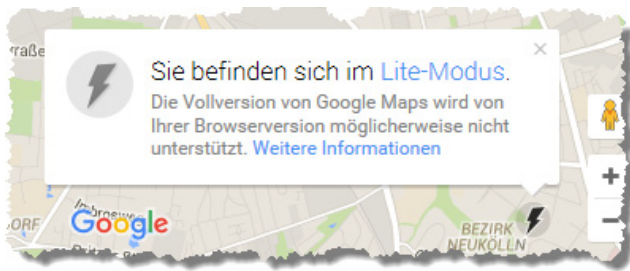 Sie befinden sich im Lite-Modus.
Die Vollversion von Google Maps wird von
Ihrer Browserversion möglicherweise nicht
unterstützt. Weitere Informationen
Google
BEZIRK
NEUKÖLLN